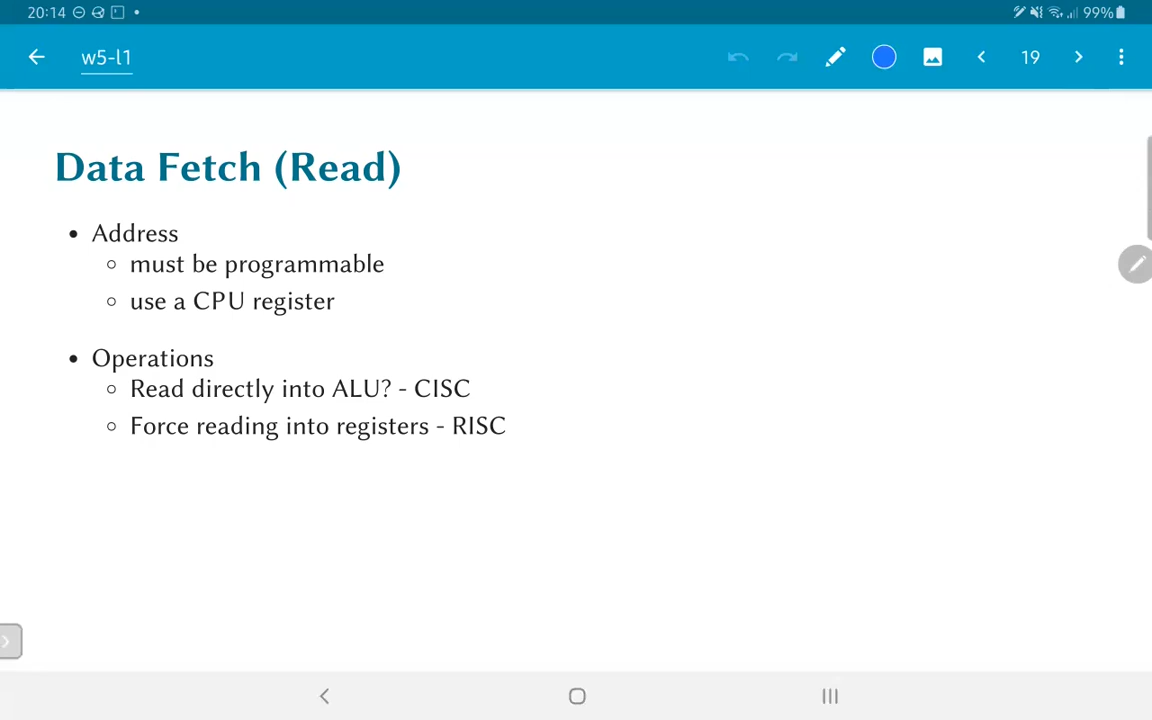 20:14
99%
w5-l1
19
Data Fetch (Read)
• Address
○ must be programmable
○ use a CPU register
• Operations
○ Read directly into ALU? - CISC
○ Force reading into registers - RISC